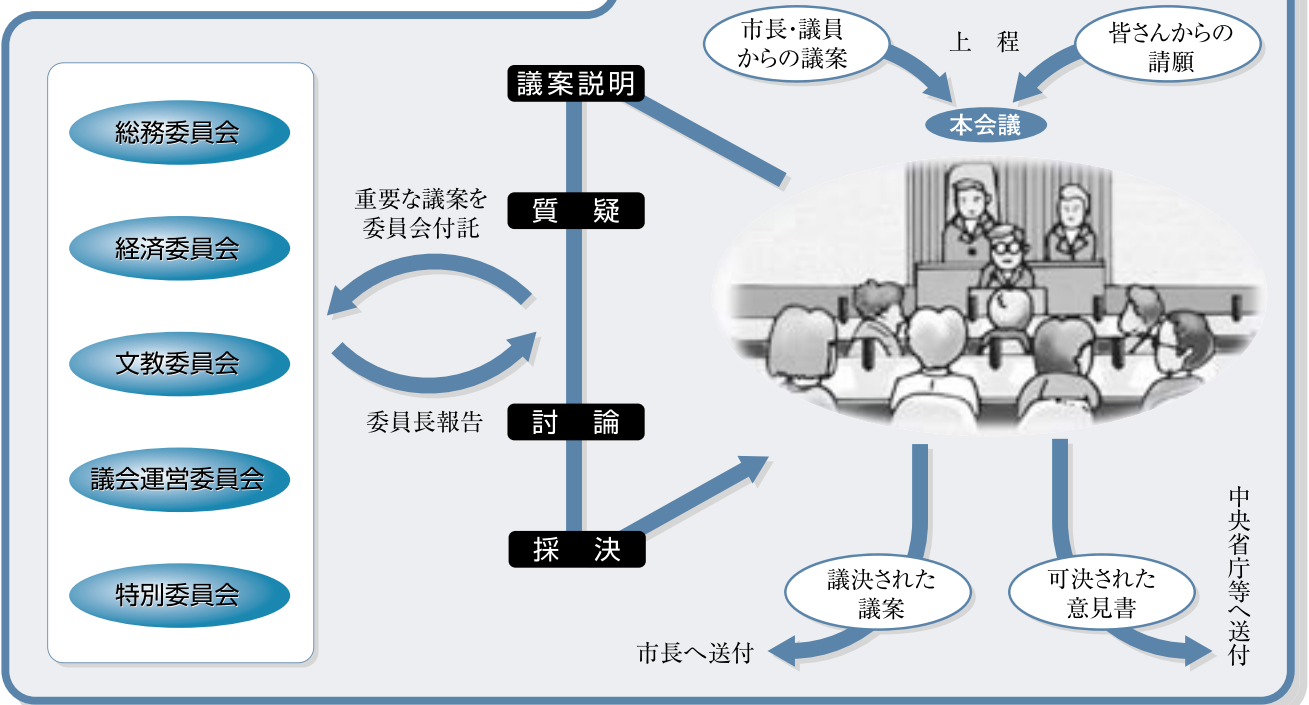 市長・議員
からの議案
上　程
皆さんからの
請願
本会議
議案説明
質　疑
討　論
採　決
重要な議案を
委員会付託
委員長報告
総務委員会
経済委員会
文教委員会
議会運営委員会
特別委員会
議決された
議案
市長へ送付
可決された
意見書
中央省庁等へ送付